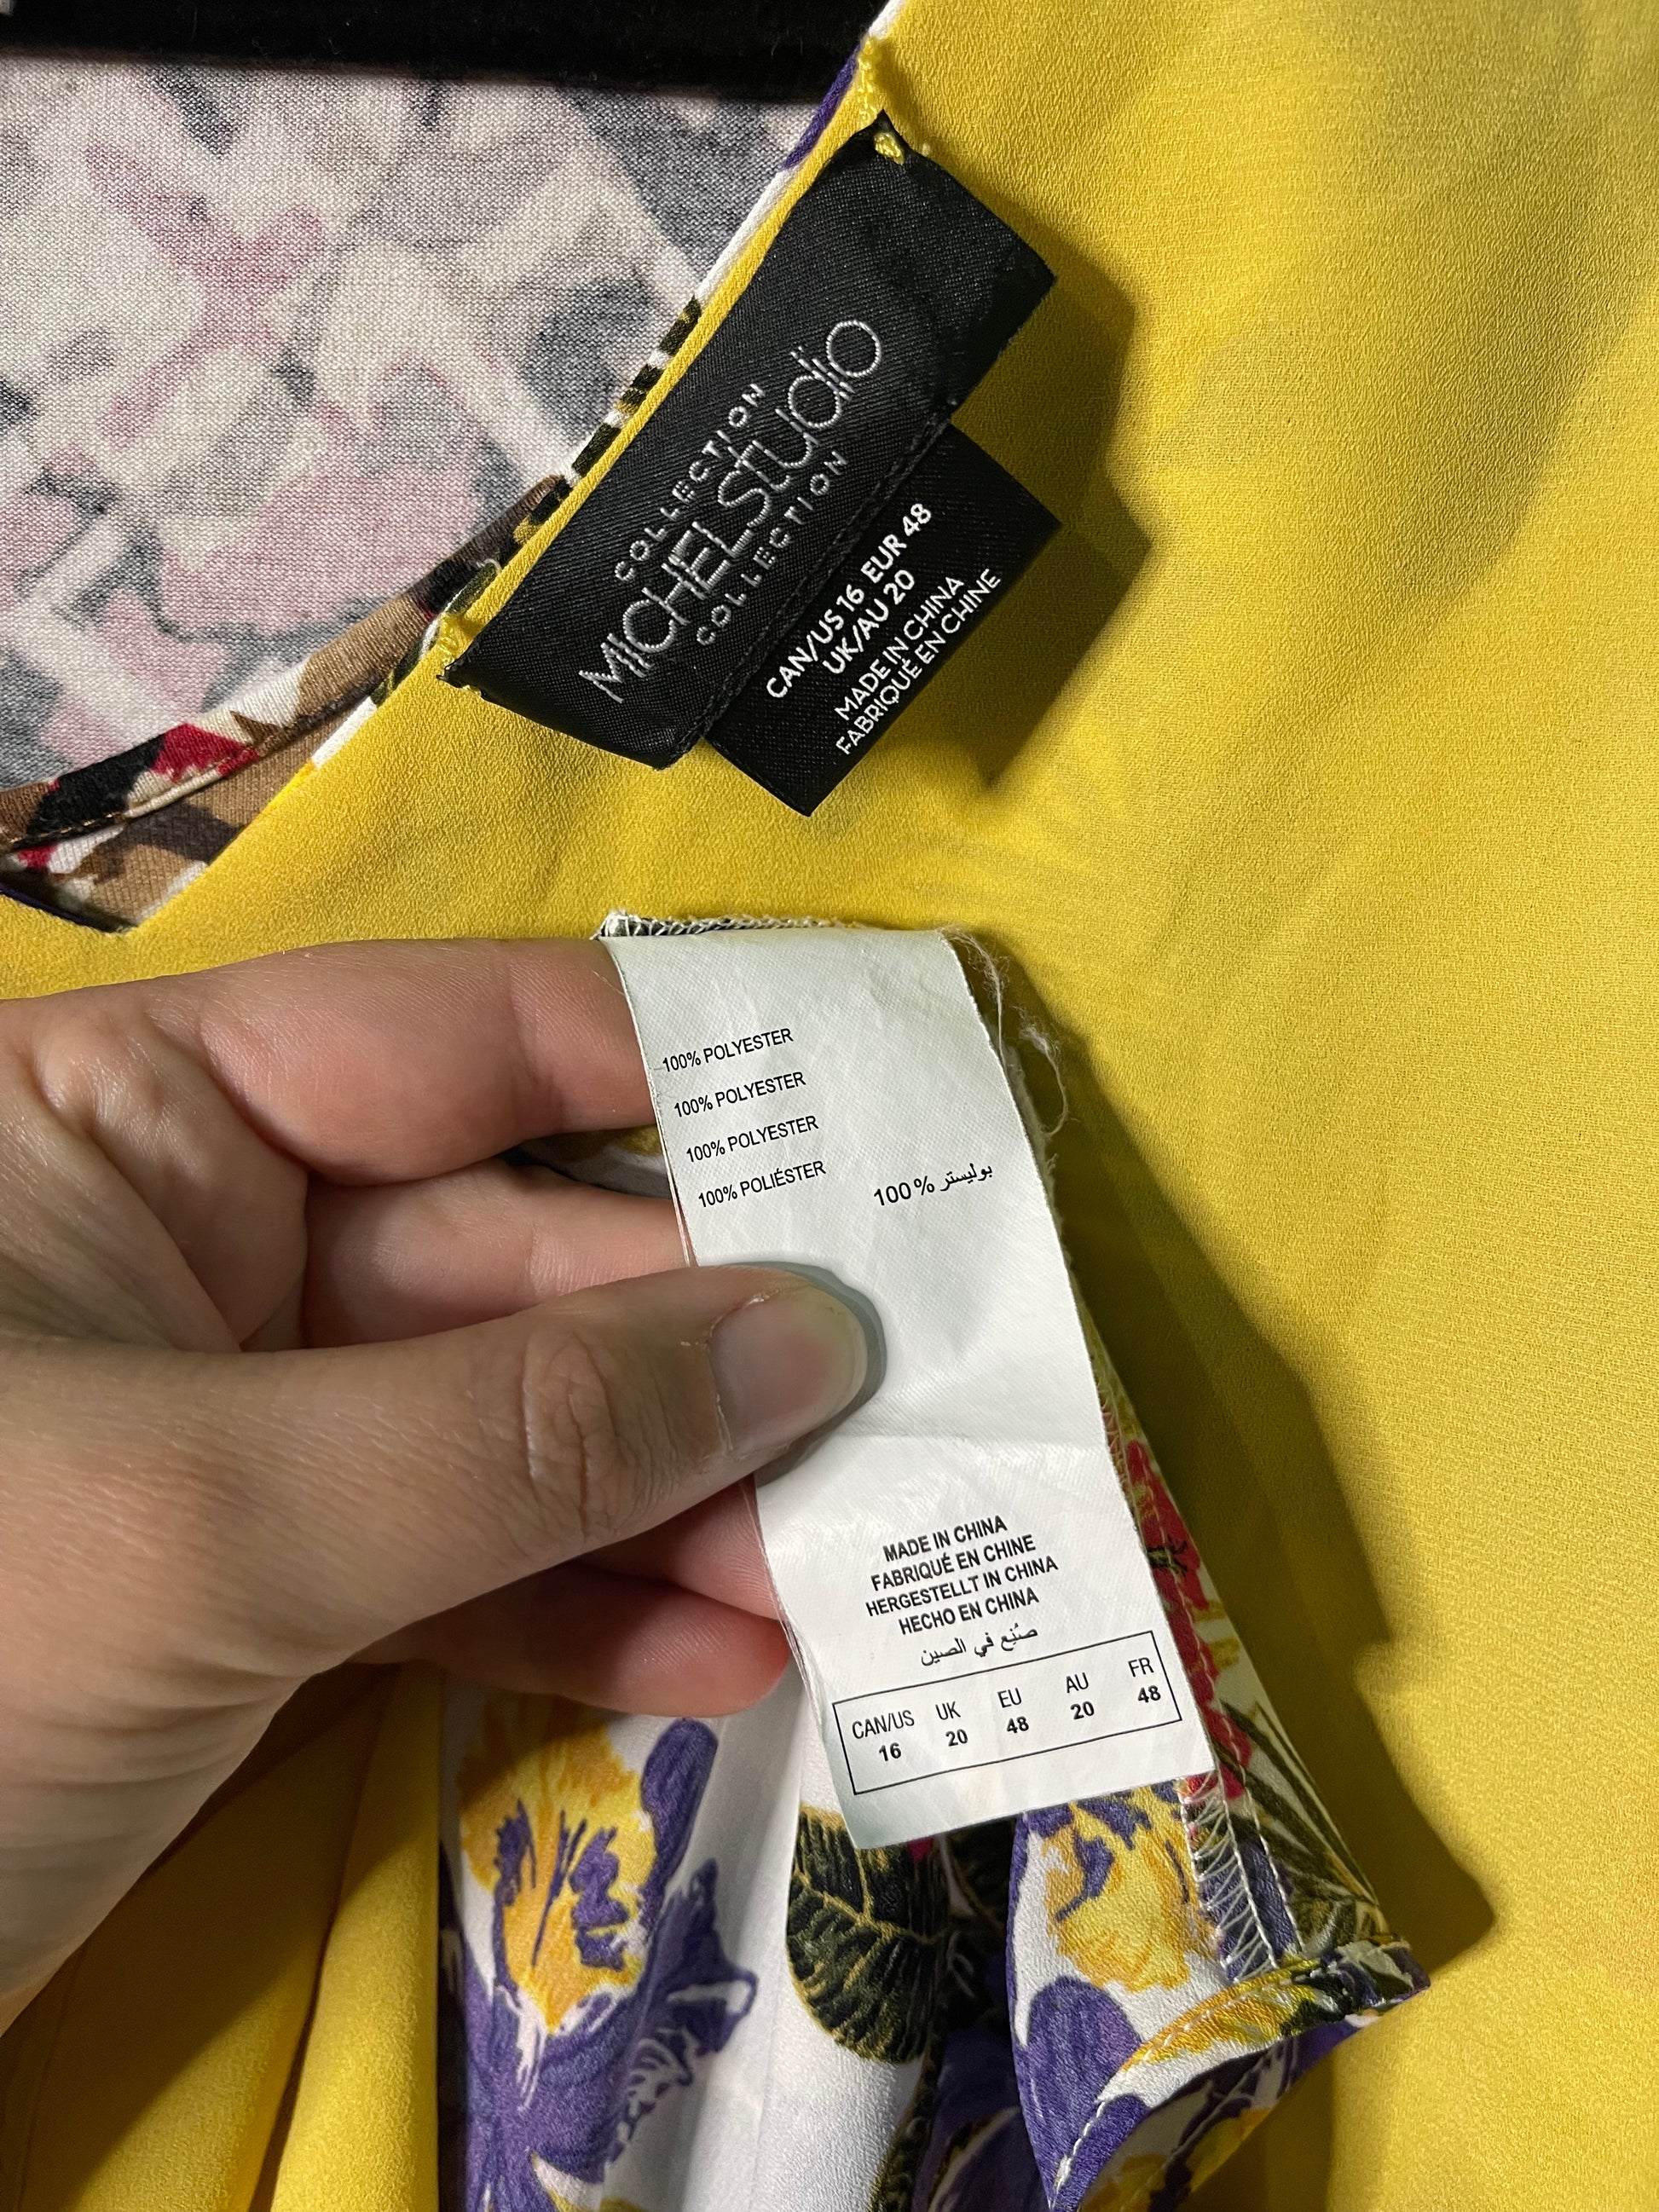 COLLECTION
MICHEL STUDIO
COLLECTION
CAN/US 16 EUR 48
UK/AU 20
MADE IN CHINA
FABRIQUÉ EN CHINE
100% POLYESTER
100% POLYESTER
100% POLYESTER
100% POLIÉSTER
بوليستر %100
MADE IN CHINA
FABRIQUÉ EN CHINE
HERGESTELLT IN CHINA
HECHO EN CHINA
صُنِع في الصين
CAN/US UK EU AU FR
16 20 48 20 48